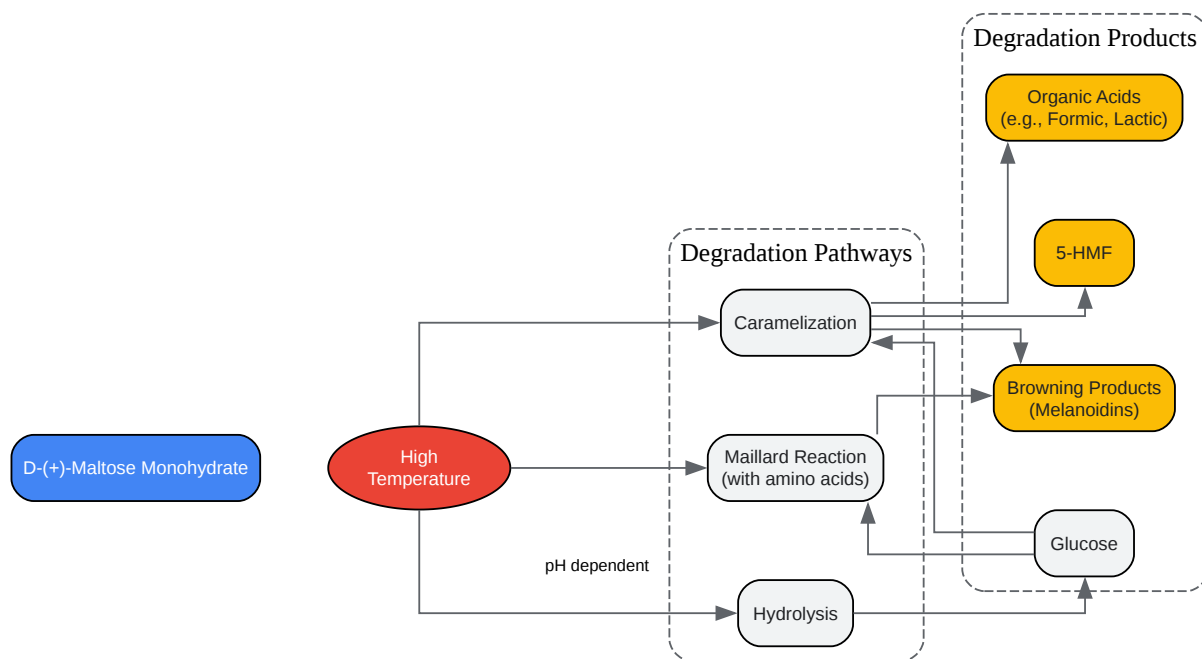 Degradation Products
Organic Acids
(e.g., Formic, Lactic)
5-HMF
Degradation Pathways
Caramelization
Browning Products
(Melanoidins)
D-(+)-Maltose Monohydrate
High
Temperature
Maillard Reaction
(with amino acids)
Glucose
pH dependent
Hydrolysis